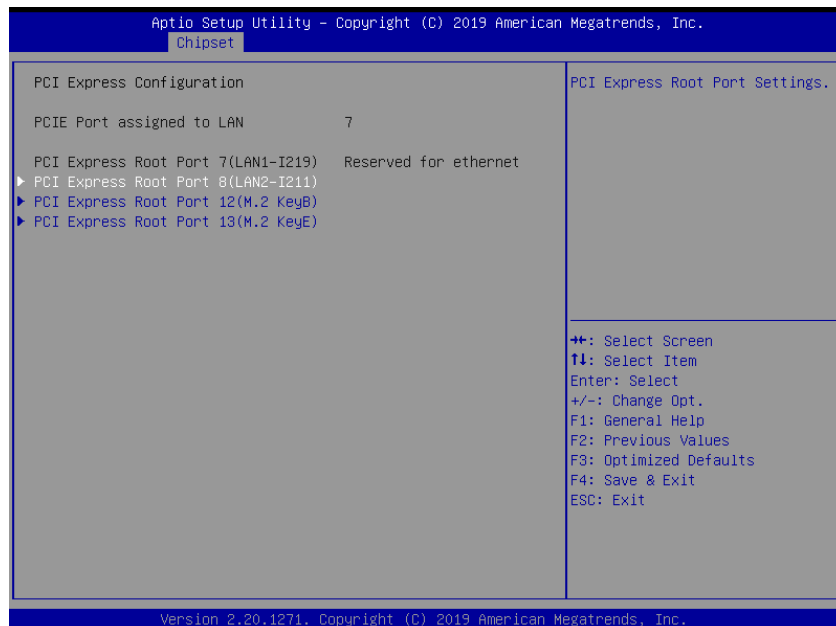 Aptio Setup Utility – Copyright (C) 2019 American Megatrends, Inc.
Chipset
PCI Express Configuration
PCIE Port assigned to LAN 7
PCI Express Root Port 7(LAN1-I219) Reserved for ethernet
PCI Express Root Port 8(LAN2-I211)
PCI Express Root Port 12(M.2 KeyB)
PCI Express Root Port 13(M.2 KeyE)
PCI Express Root Port Settings.
→←: Select Screen
↑↓: Select Item
Enter: Select
+/-: Change Opt.
F1: General Help
F2: Previous Values
F3: Optimized Defaults
F4: Save & Exit
ESC: Exit
Version 2.20.1271. Copyright (C) 2019 American Megatrends, Inc.